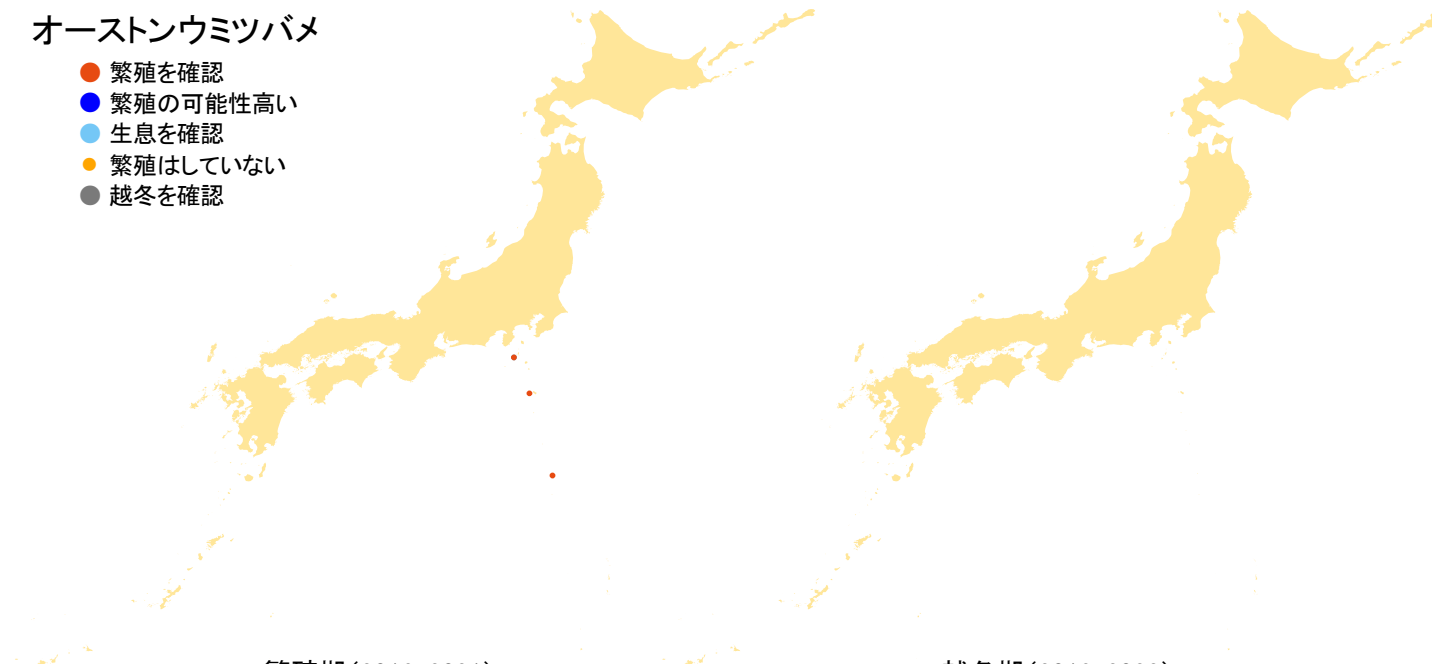 オーストンウミツバメ
繁殖を確認
繁殖の可能性高い
生息を確認
繁殖はしていない
越冬を確認